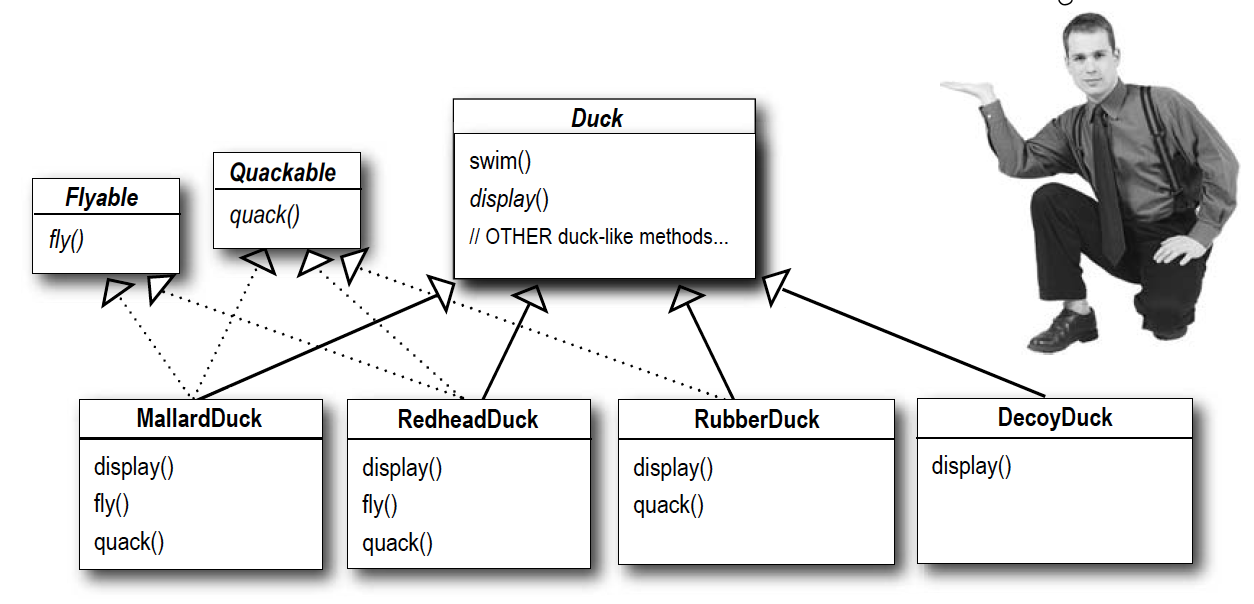 Duck
swim()
display()
// OTHER duck-like methods...
Quackable
quack()
Flyable
fly()
MallardDuck
display()
fly()
quack()
RedheadDuck
display()
fly()
quack()
RubberDuck
display()
quack()
DecoyDuck
display()